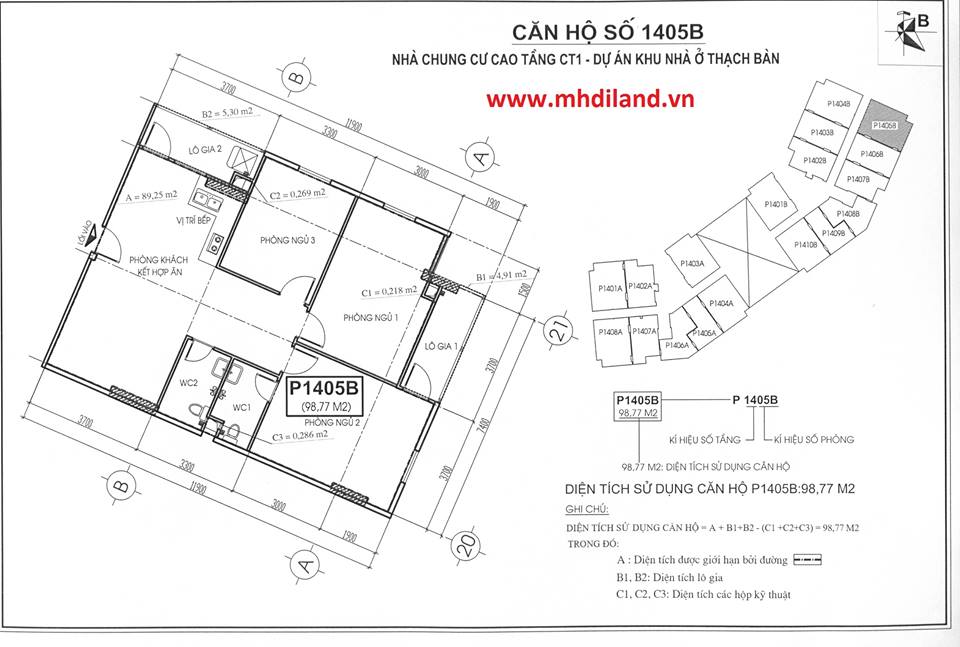 CĂN HỘ SỐ 1405B
NHÀ CHUNG CƯ CAO TẦNG CT1 - DỰ ÁN KHU NHÀ Ở THẠCH BÀN
www.mhdiland.vn
B
B
A
3700
11900
3300
3000
1900
B2 = 5,30 m2
LÔ GIA 2
A = 89,25 m2
C2 = 0,269 m2
VỊ TRÍ BẾP
PHÒNG NGỦ 3
LỐI VÀO
PHÒNG KHÁCH
KẾT HỢP ĂN
B1 = 4,91 m2
1500
C1 = 0,218 m2
PHÒNG NGỦ 1
LÔ GIA 1
21
3700
7400
3700
20
WC2
WC1
P1405B
(98,77 M2)
PHÒNG NGỦ 2
C3 = 0,286 m2
3700
3300
11900
3000
1900
B
A
P1404B
P1405B
P1403B
P1406B
P1402B
P1407B
P1401B
P1408B
P1409B
P1410B
P1403A
P1401A
P1402A
P1404A
P1408A
P1407A
P1405A
P1406A
P1405B
98,77 M2
P 1405B
KÍ HIỆU SỐ TẦNG
KÍ HIỆU SỐ PHÒNG
98,77 M2: DIỆN TÍCH SỬ DỤNG CĂN HỘ
DIỆN TÍCH SỬ DỤNG CĂN HỘ P1405B:98,77 M2
GHI CHÚ:
DIỆN TÍCH SỬ DỤNG CĂN HỘ = A + B1+B2 - (C1 +C2+C3) = 98,77 M2
TRONG ĐÓ:
A : Diện tích được giới hạn bởi đường
B1, B2: Diện tích lô gia
C1, C2, C3: Diện tích các hộp kỹ thuật